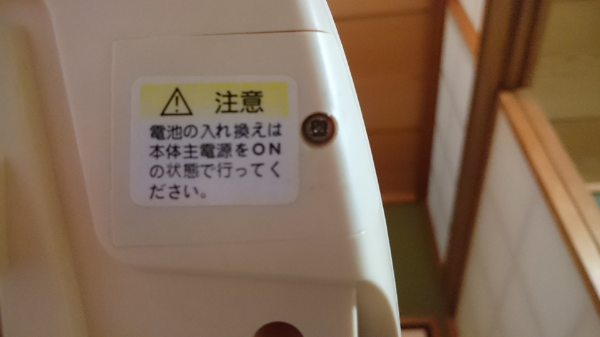 注意
電池の入れ換えは
本体主電源をON
の状態で行ってく
ださい。